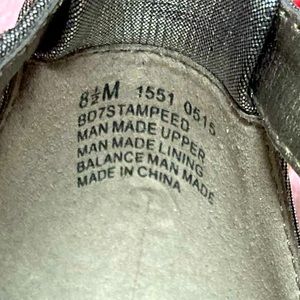 8½M 1551 0515
BD7STAMPEED
MAN MADE UPPER
MAN MADE LINING
BALANCE MAN MADE
MADE IN CHINA